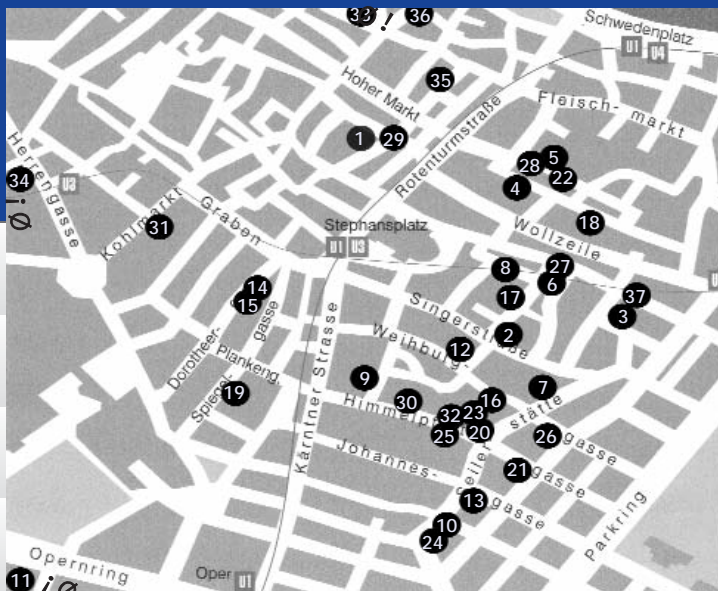 33 36
Schwedenplatz
U1 U4
35
Hoher Markt
Fleisch-markt
1 29
Rotenturmstraße
5
28
22
4
34
U3
Herrengasse
Kohlmarkt
Graben
31
18
Stephansplatz
U1 U3
Wollzeile
8 27
6
17
37
3
14
15
gasse
Singerstraße
2
Weihburg-
12
Dorotheer-
Plankeng.
Spiegel-
19
Kärntner Strasse
9
30
7
16
stätte
Himmelp
32 23
25 20
26
gasse
Johannes-
21
gasse
seiler
13
gasse
10
24
Parkring
Opernring
Oper U1
11